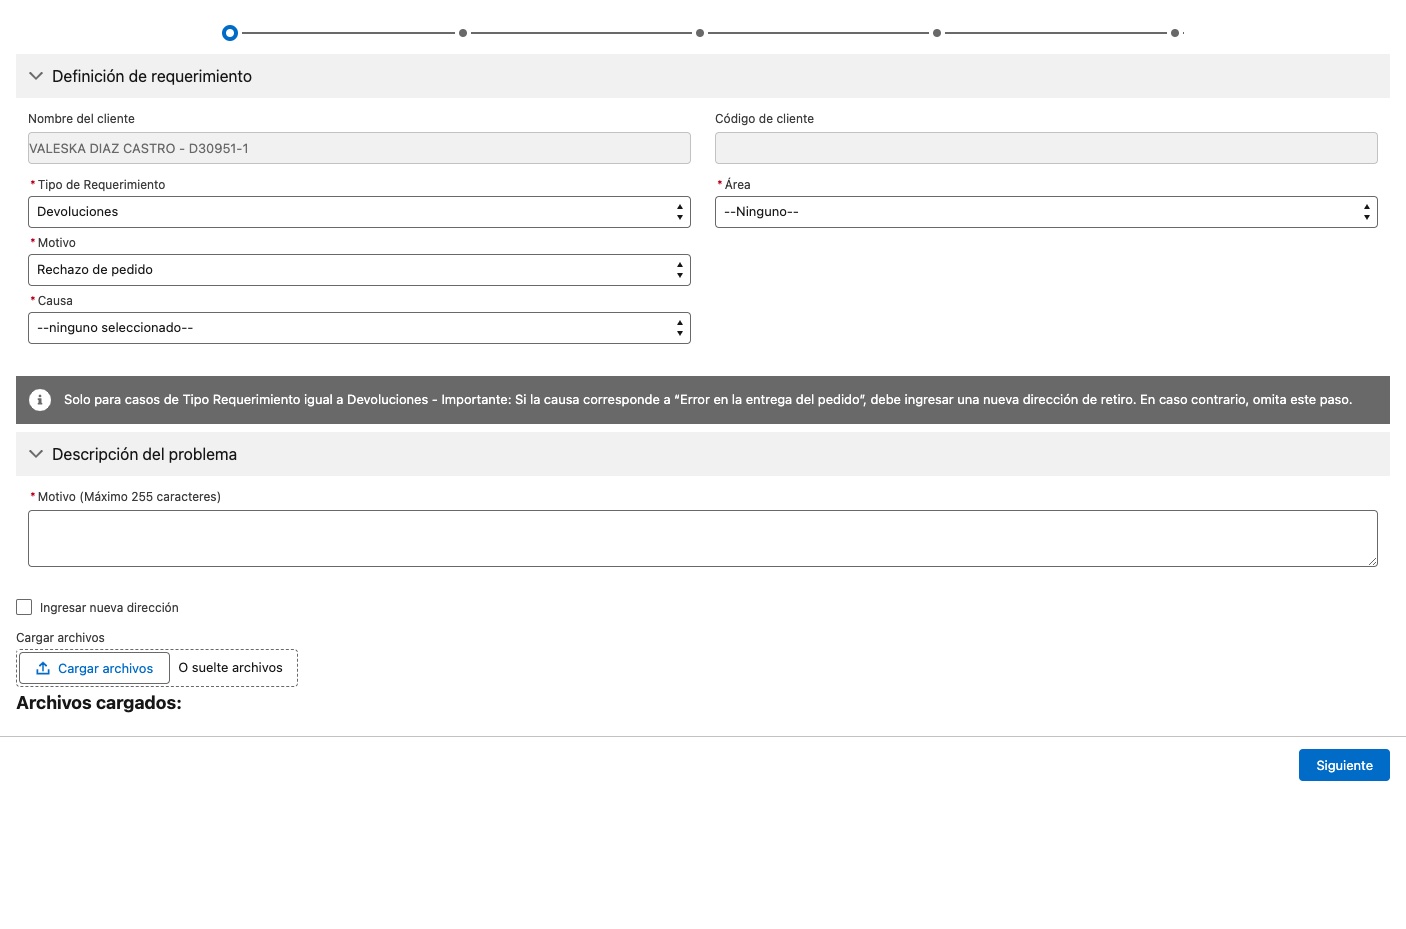 Definición de requerimiento
Nombre del cliente
Código de cliente
VALESKA DIAZ CASTRO - D30951-1
*Tipo de Requerimiento
*Área
Devoluciones
--Ninguno--
*Motivo
Rechazo de pedido
*Causa
--ninguno seleccionado--
Solo para casos de Tipo Requerimiento igual a Devoluciones - Importante: Si la causa corresponde a “Error en la entrega del pedido”, debe ingresar una nueva dirección de retiro. En caso contrario, omita este paso.
Descripción del problema
*Motivo (Máximo 255 caracteres)
Ingresar nueva dirección
Cargar archivos
Cargar archivos O suelte archivos
Archivos cargados:
Siguiente